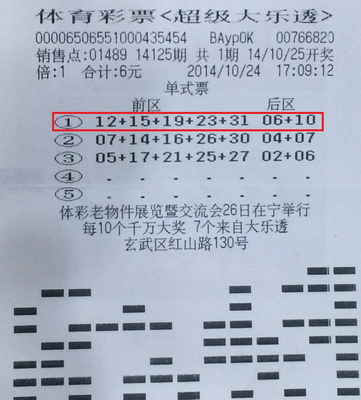 体育彩票<超级大乐透>
00006506551000435454 BAypOK 00766820
销售点:01489 14125期 共 1期 14/10/25开奖
倍:1 合计:6元 2014/10/24 17:09:12
单式票
前区 后区
① 12+15+19+23+31 06+10
② 07+14+16+26+30 04+07
③ 05+17+21+25+27 02+06
④ - - - - - - -
⑤ - - - - - - -
体彩老物件展览暨交流会26日在宁举行
每10个千万大奖 7个来自大乐透
玄武区红山路130号